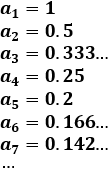 a₁ = 1
a₂ = 0.5
a₃ = 0.333...
a₄ = 0.25
a₅ = 0.2
a₆ = 0.166...
a₇ = 0.142...
...